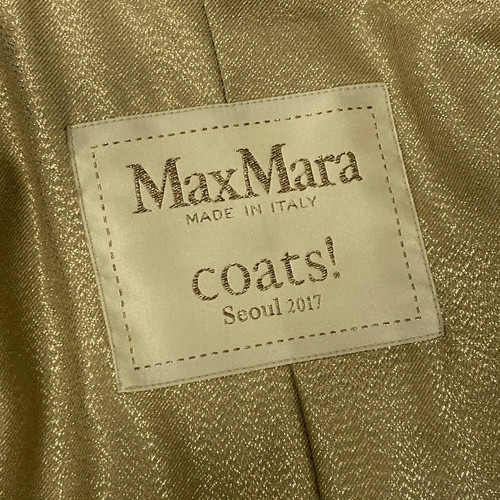 MaxMara
MADE IN ITALY
coats!
Seoul 2017